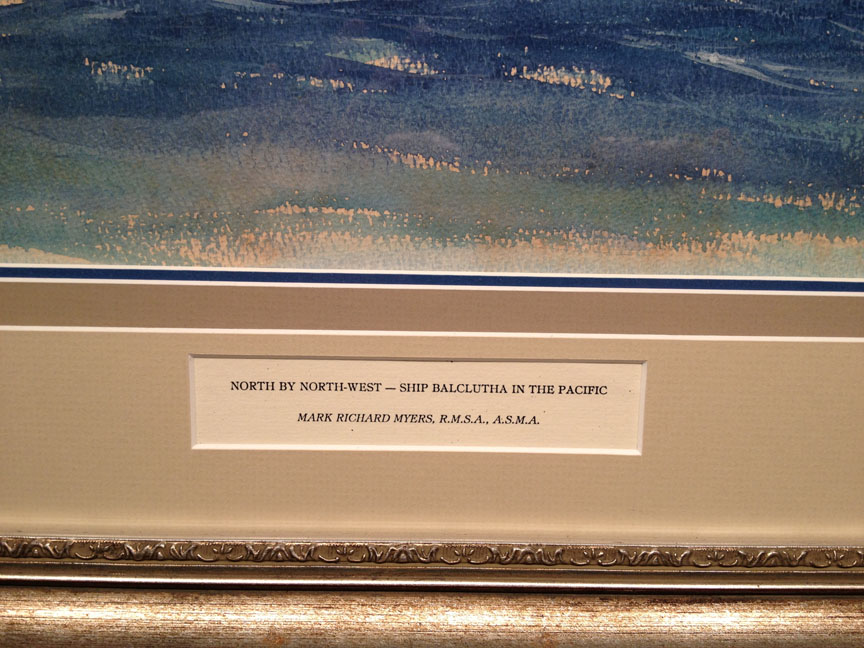 NORTH BY NORTH-WEST — SHIP BALCLUTHA IN THE PACIFIC
MARK RICHARD MYERS, R.M.S.A., A.S.M.A.